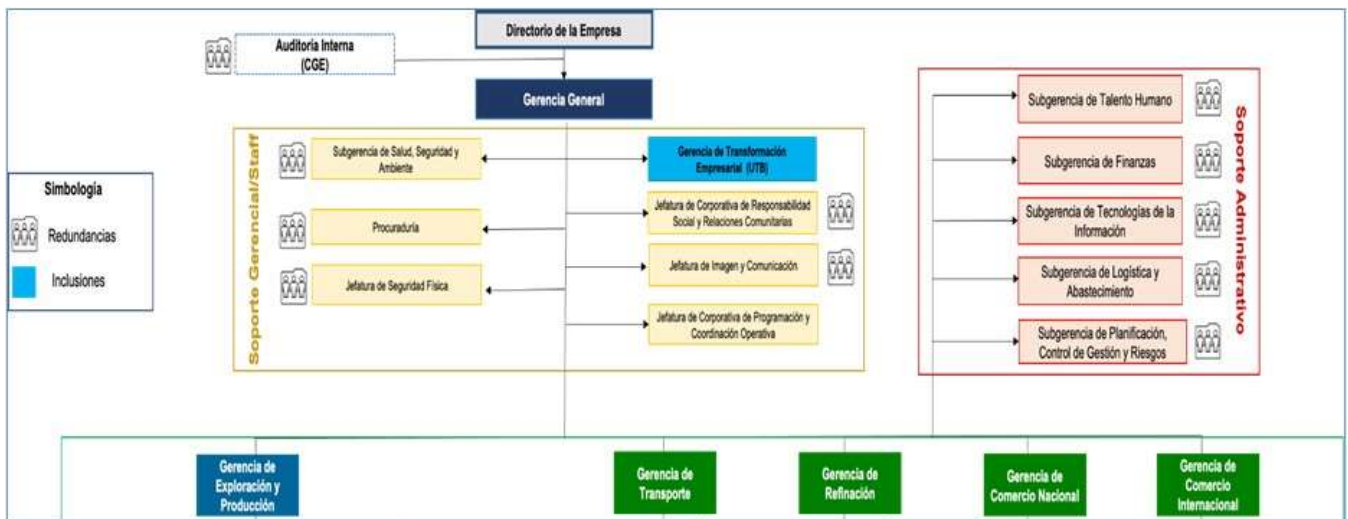 Directorio de la Empresa
Auditoria Interna
(CGE)
Gerencia General
Soporte Gerencial/Staff
Subgerencia de Salud, Seguridad y
Ambiente
Gerencia de Transformación
Empresarial (UTB)
Jefatura de Corporativa de Responsabilidad
Social y Relaciones Comunitarias
Procuraduría
Jefatura de Imagen y Comunicación
Jefatura de Seguridad Física
Jefatura de Corporativa de Programación y
Coordinación Operativa
Subgerencia de Talento Humano
Subgerencia de Finanzas
Subgerencia de Tecnologías de la
Información
Subgerencia de Logística y
Abastecimiento
Subgerencia de Planificación,
Control de Gestión y Riesgos
Soporte Administrativo
Simbología
Redundancias
Inclusiones
Gerencia de
Exploración y
Producción
Gerencia de
Transporte
Gerencia de
Refinación
Gerencia de
Comercio Nacional
Gerencia de
Comercio
Internacional